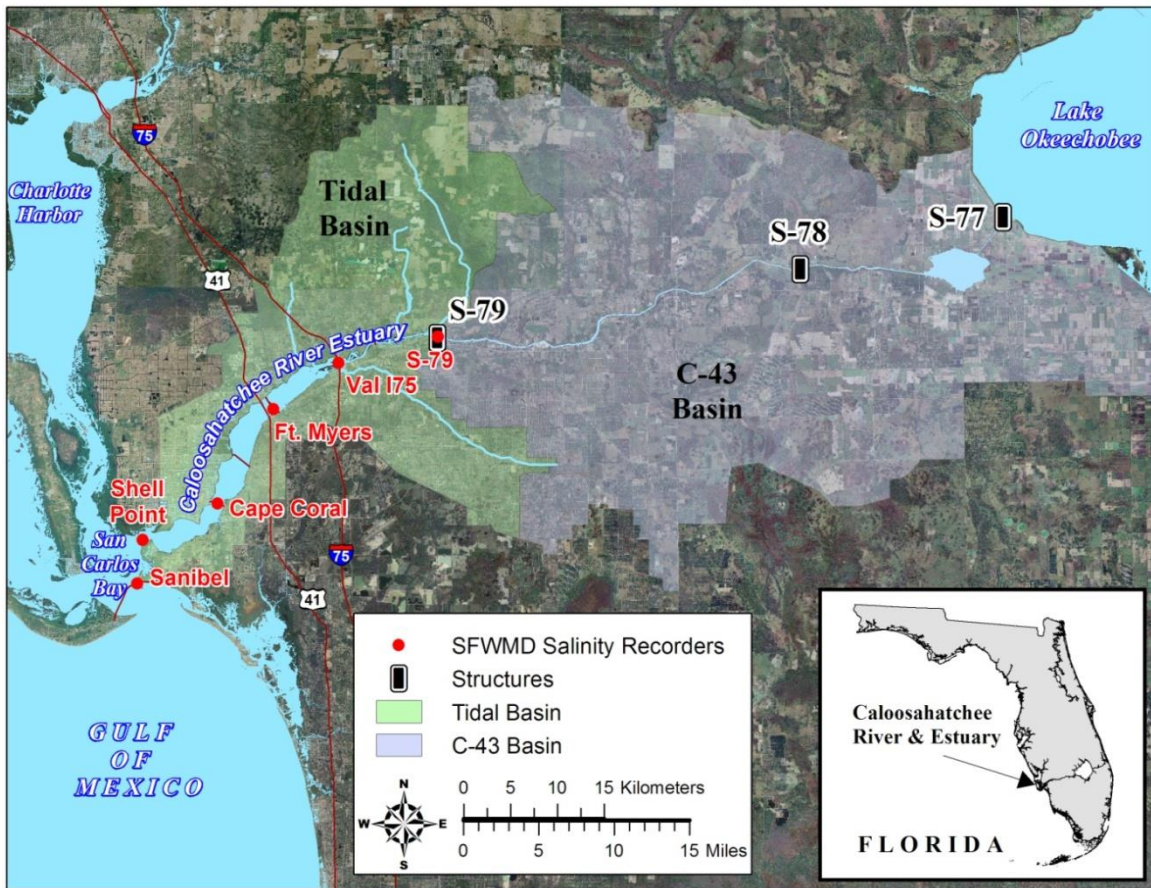 75
Lake
Okeechobee
Charlotte
Harbor
Tidal
Basin
S-77
S-78
41
S-79
S-79
Caloosahatchee River Estuary
Val I75
C-43
Basin
Ft. Myers
Shell
Point
Cape Coral
San
Carlos
Bay
Sanibel
75
41
GULF
OF
MEXICO
SFWMD Salinity Recorders
Structures
Tidal Basin
C-43 Basin
N
W E
S
0 5 10 15 Kilometers
0 5 10 15 Miles
Caloosahatchee
River & Estuary
FLORIDA